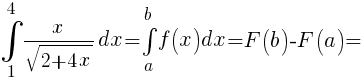 ∫₁⁴ x/√(2+4x) dx = ∫ₐᵇ f(x)dx = F(b)-F(a) =